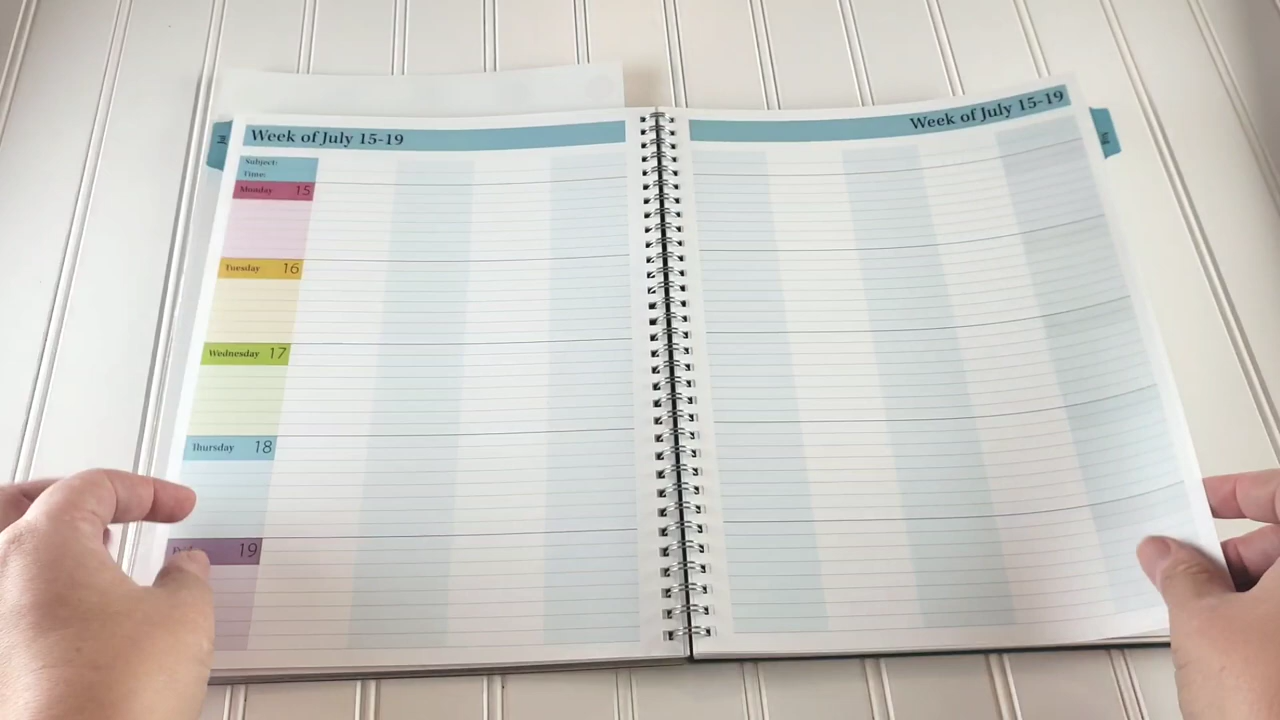 Week of July 15-19
Week of July 15-19
Subject:
Time:
Monday 15
Tuesday 16
Wednesday 17
Thursday 18
19
Jul